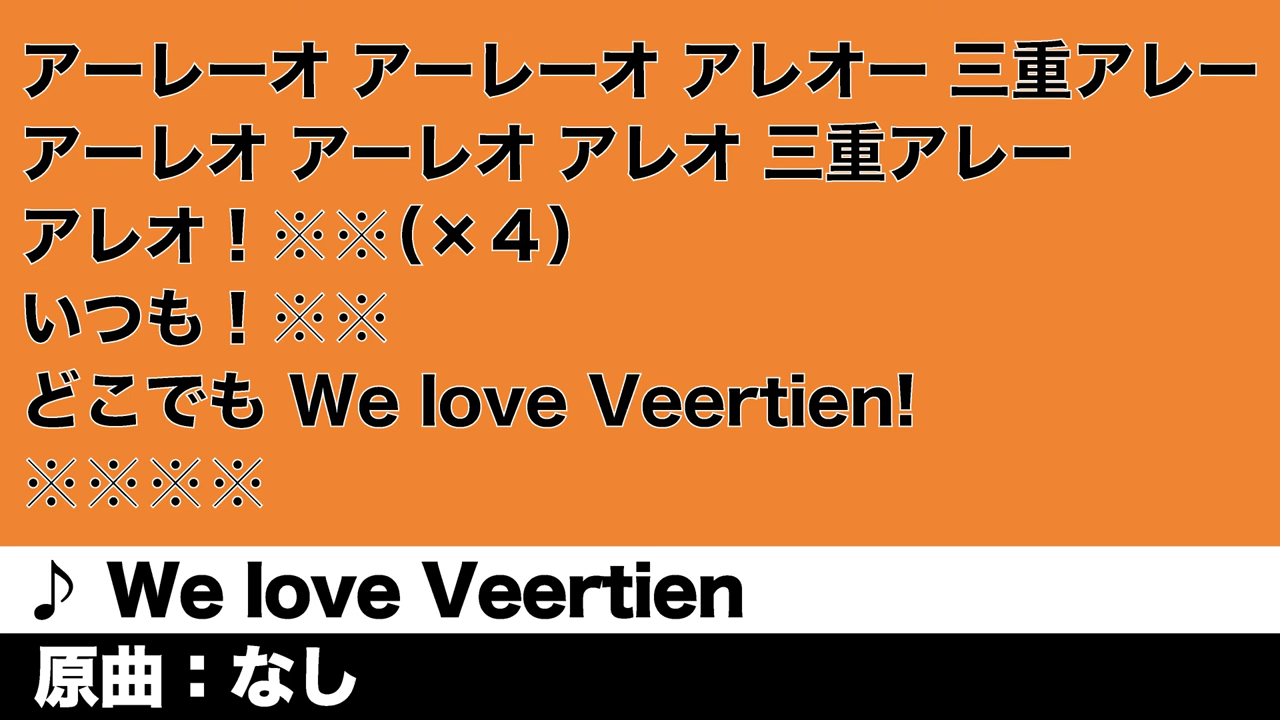 アーレーオ アーレーオ アレオー 三重アレー
アーレオ アーレオ アレオ 三重アレー
アレオ！※※(×４)
いつも！※※
どこでも We love Veertien!
※※※※
♪ We love Veertien
原曲：なし